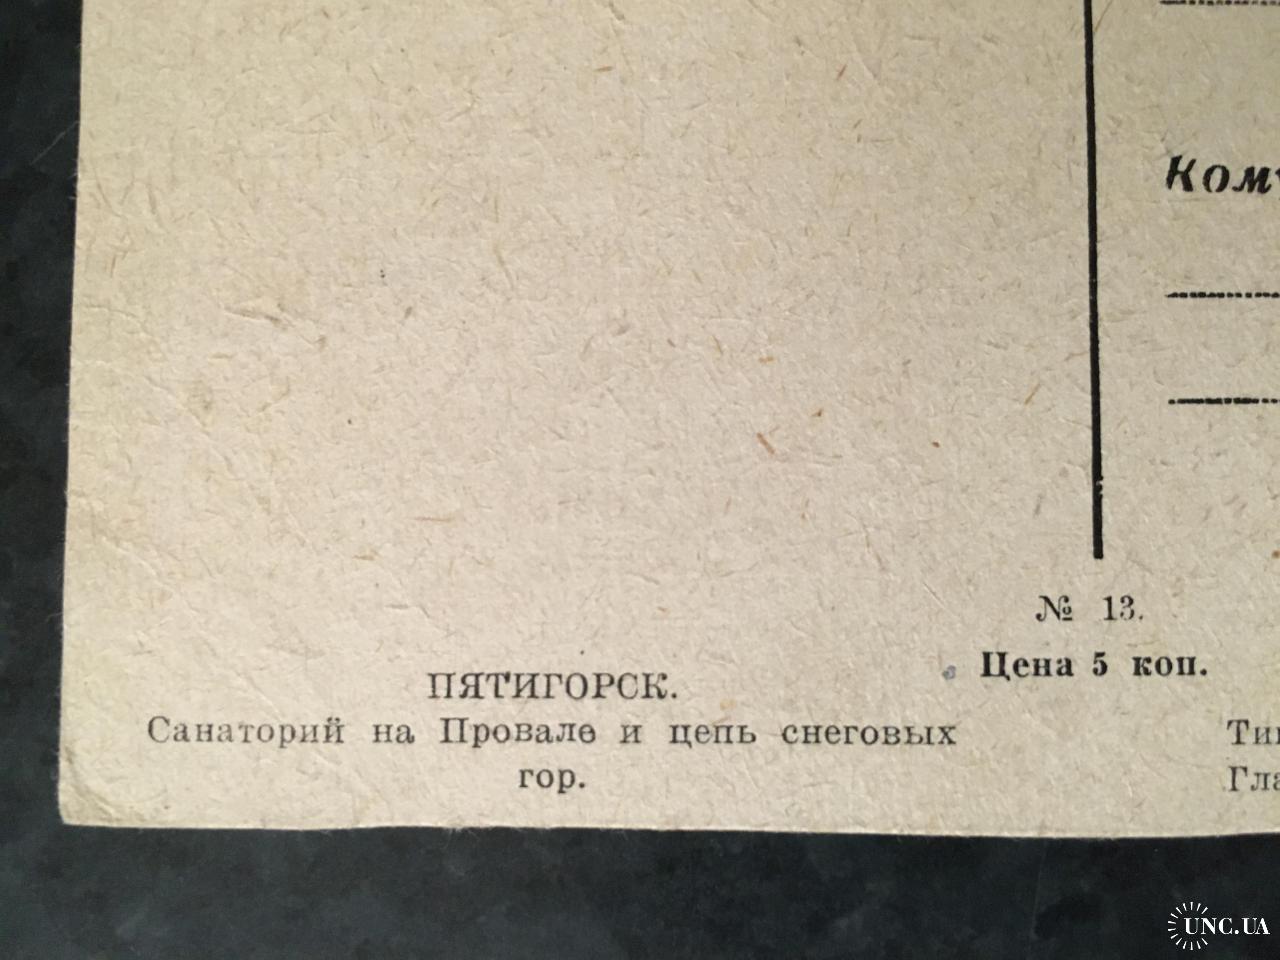 Кому
№ 13.
Цена 5 коп.
ПЯТИГОРСК.
Санаторий на Провале и цепь снеговых
гор.
UNC.UA